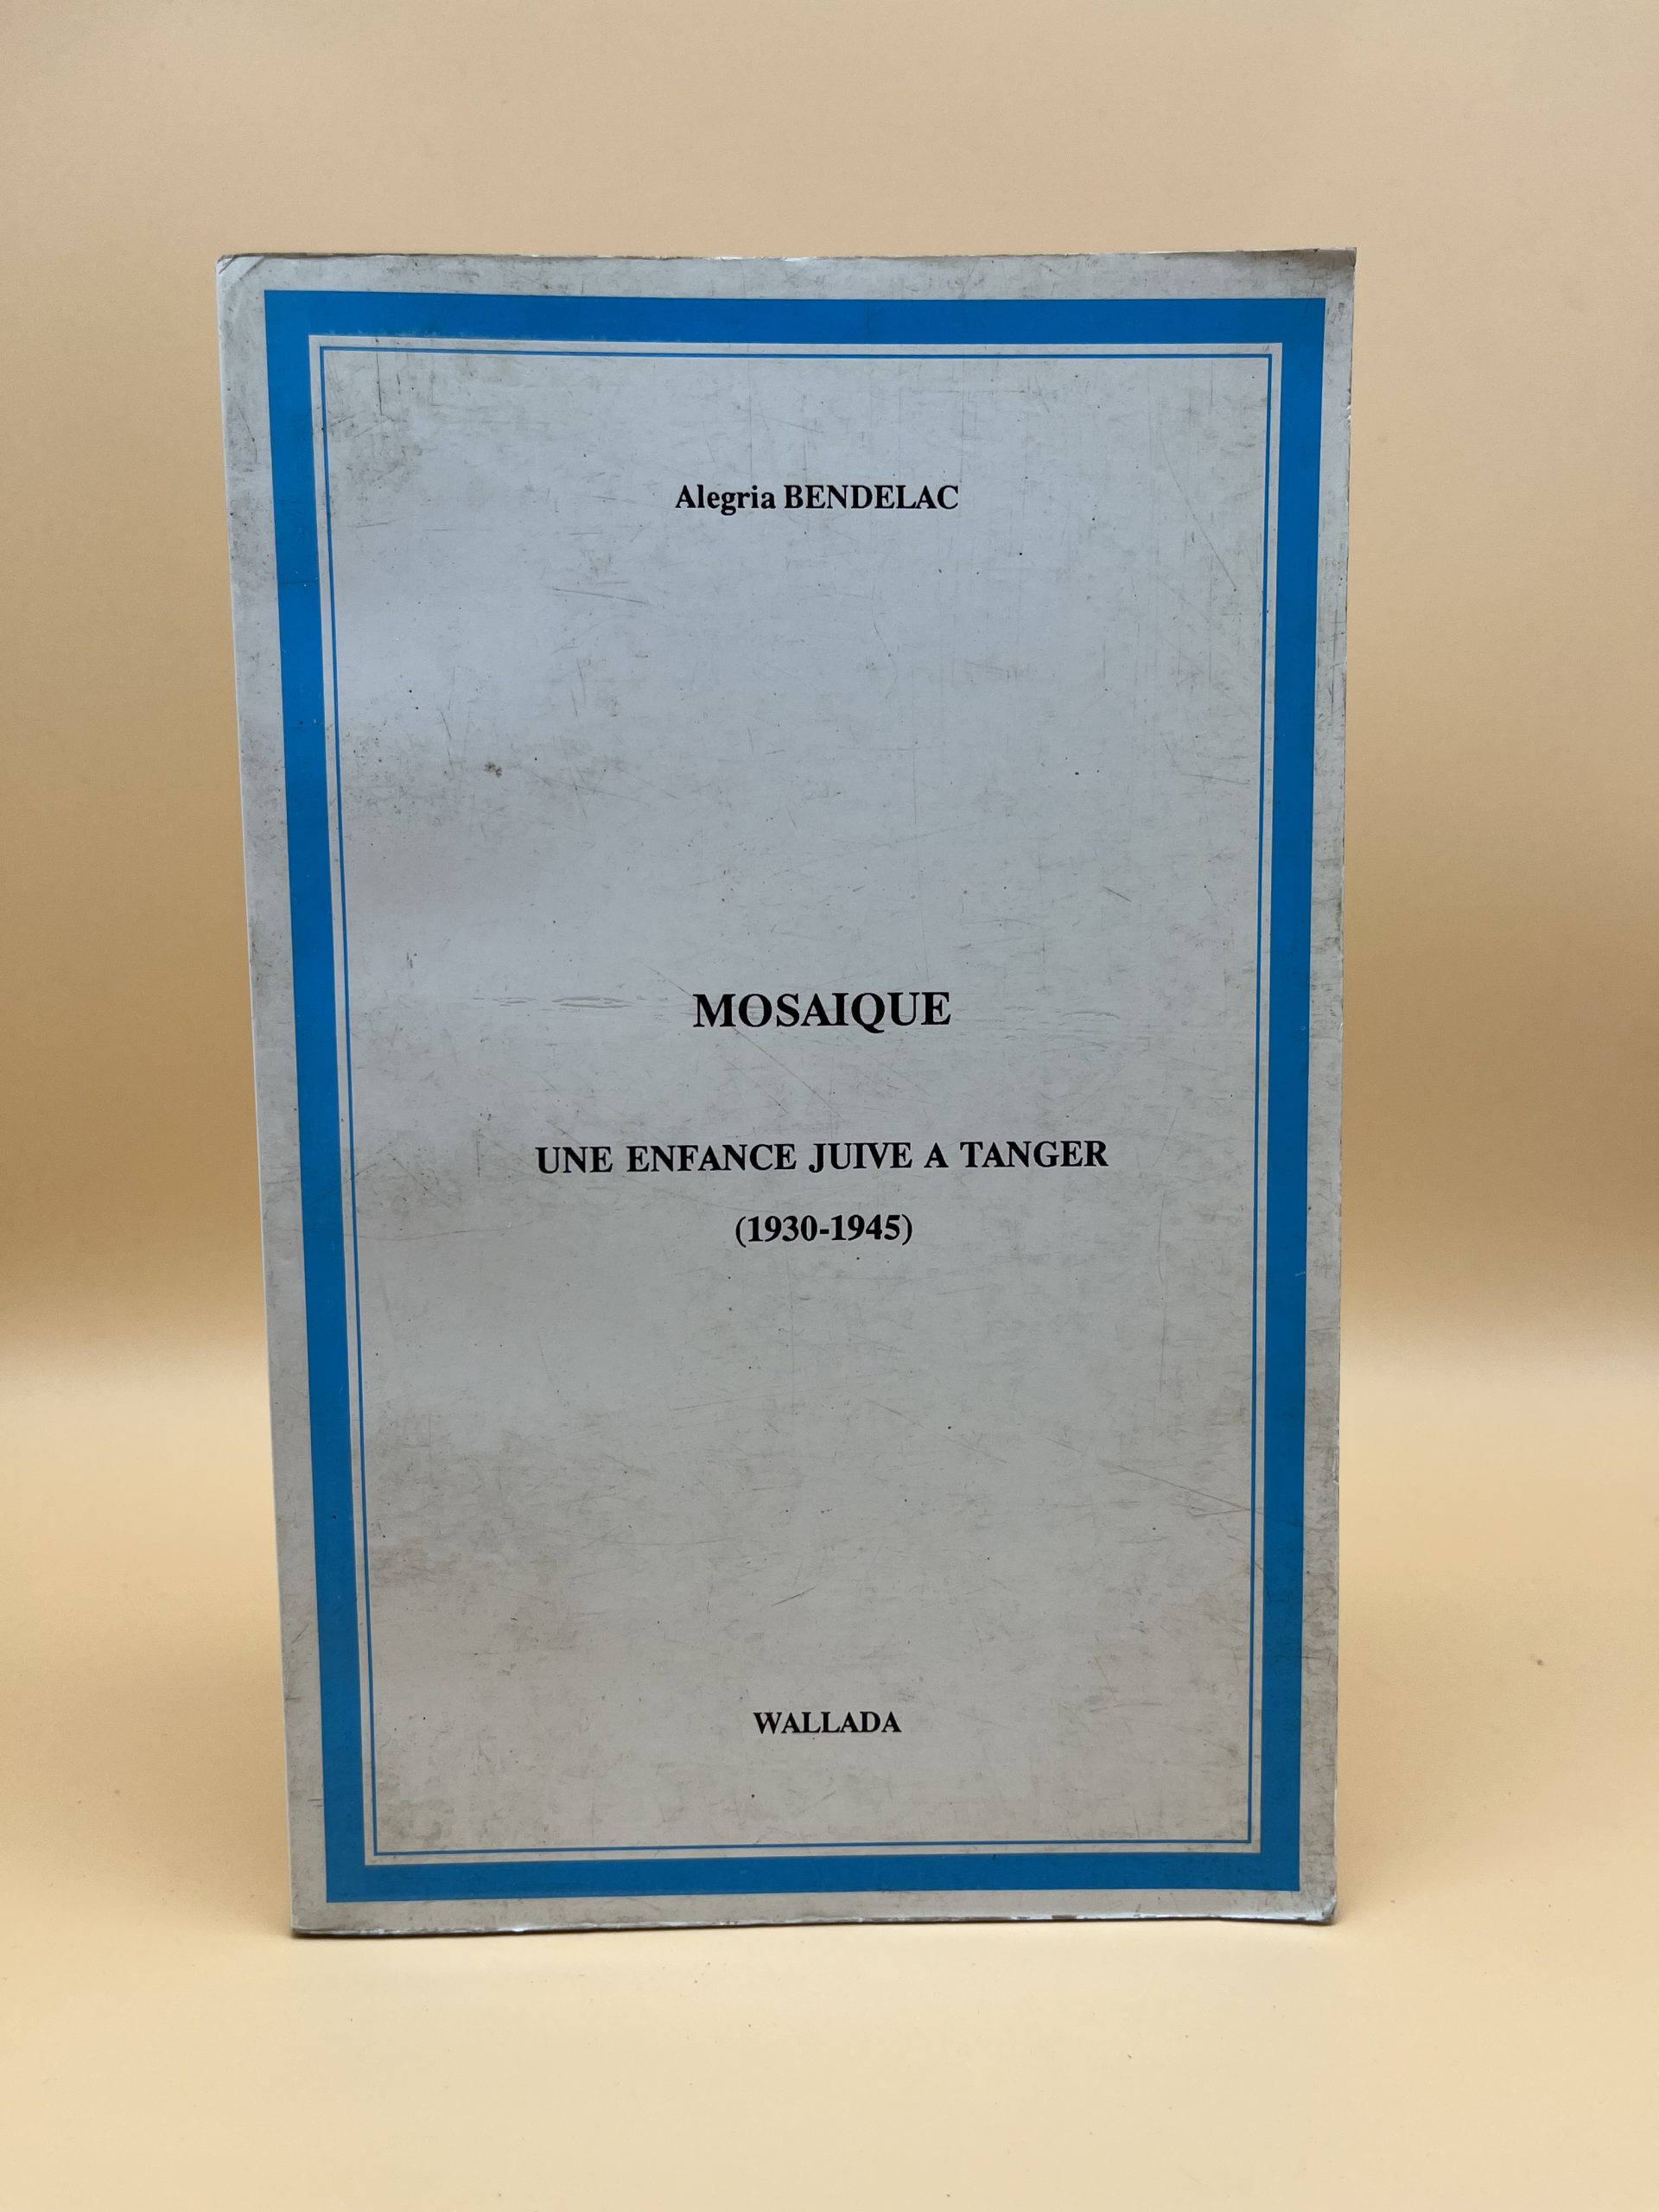 Alegria BENDELAC
MOSAIQUE
UNE ENFANCE JUIVE A TANGER
(1930-1945)
WALLADA